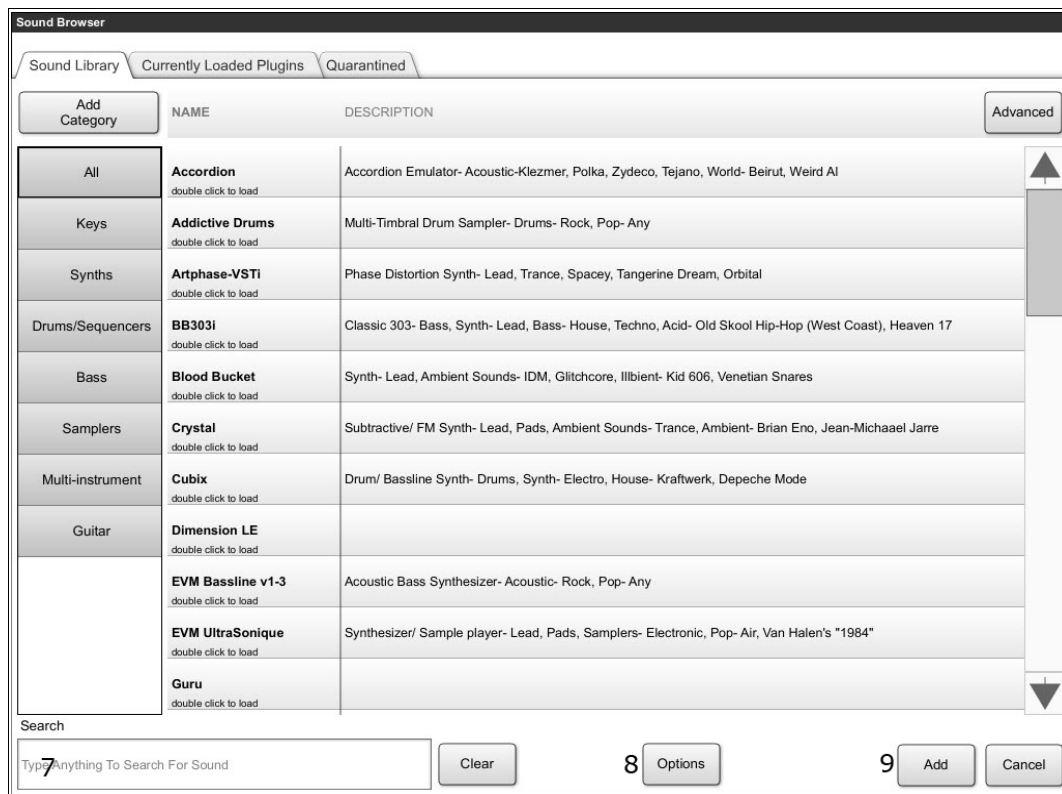 Sound Browser
Sound Library Currently Loaded Plugins Quarantined
Add
Category
NAME DESCRIPTION
Advanced
All
Keys
Synths
Drums/Sequencers
Bass
Samplers
Multi-instrument
Guitar
Accordion Accordion Emulator- Acoustic-Klezmer, Polka, Zydeco, Tejano, World- Beirut, Weird Al
double click to load
Addictive Drums Multi-Timbral Drum Sampler- Drums- Rock, Pop- Any
double click to load
Artphase-VSTi Phase Distortion Synth- Lead, Trance, Spacey, Tangerine Dream, Orbital
double click to load
BB303i Classic 303- Bass, Synth- Lead, Bass- House, Techno, Acid- Old Skool Hip-Hop (West Coast), Heaven 17
double click to load
Blood Bucket Synth- Lead, Ambient Sounds- IDM, Glitchcore, Illbient- Kid 606, Venetian Snares
double click to load
Crystal Subtractive/ FM Synth- Lead, Pads, Ambient Sounds- Trance, Ambient- Brian Eno, Jean-Michaael Jarre
double click to load
Cubix Drum/ Bassline Synth- Drums, Synth- Electro, House- Kraftwerk, Depeche Mode
double click to load
Dimension LE
double click to load
EVM Bassline v1-3 Acoustic Bass Synthesizer- Acoustic- Rock, Pop- Any
double click to load
EVM UltraSonique Synthesizer/ Sample player- Lead, Pads, Samplers- Electronic, Pop- Air, Van Halen's "1984"
double click to load
Guru
double click to load
Search
Type Anything To Search For Sound
7
Clear
8 Options
9 Add
Cancel